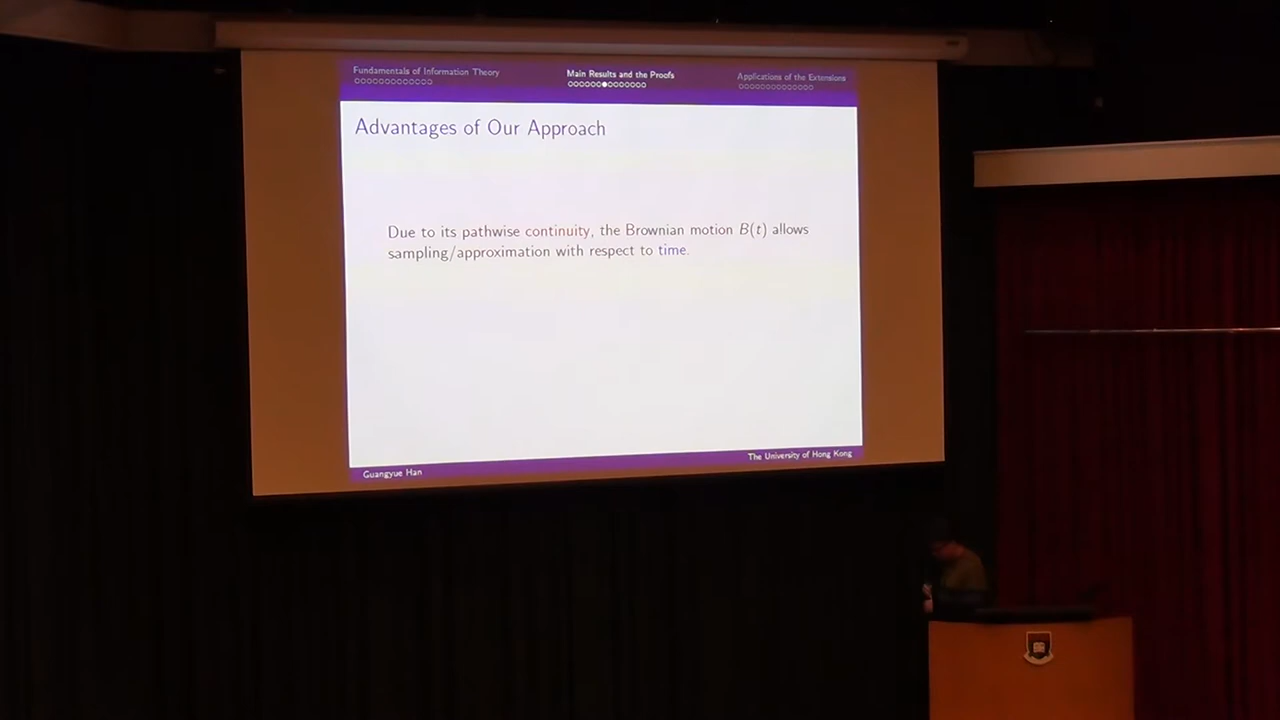 Fundamentals of Information Theory
Main Results and the Proofs
Applications of the Extensions
Advantages of Our Approach
Due to its pathwise continuity, the Brownian motion B(t) allows
sampling/approximation with respect to time.
Guangyue Han
The University of Hong Kong